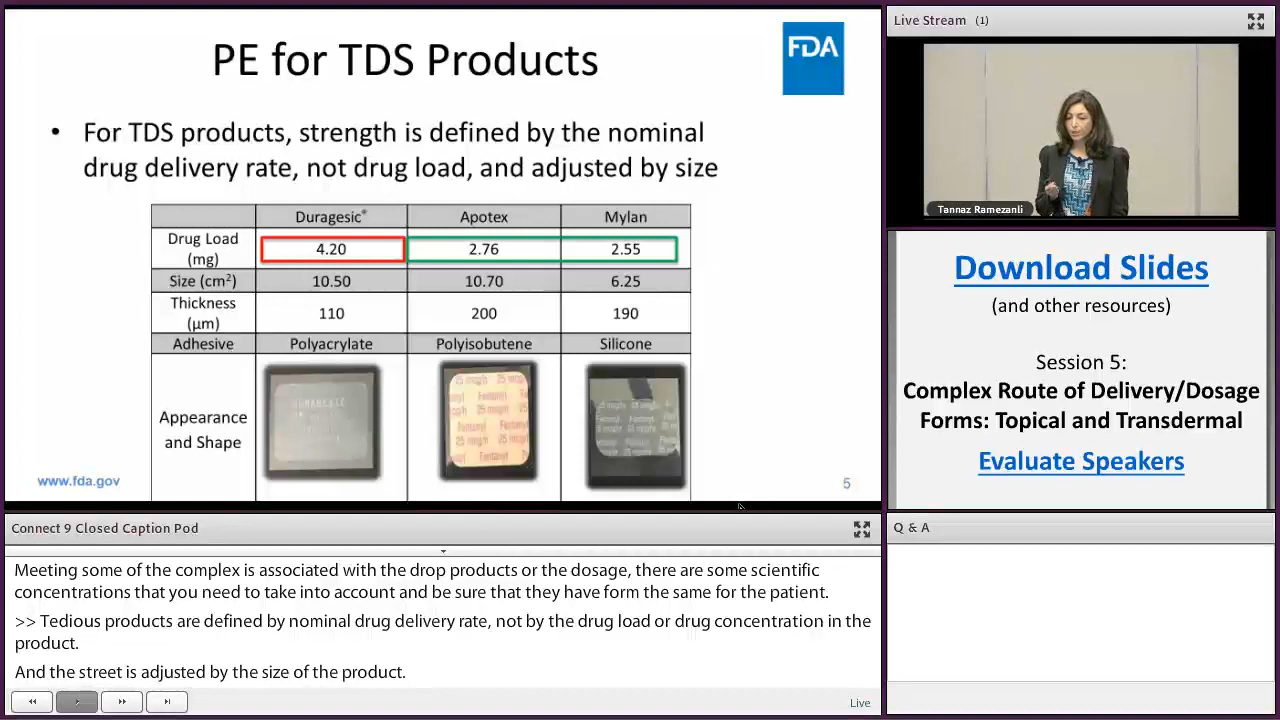 PE for TDS Products
FDA
• For TDS products, strength is defined by the nominal
drug delivery rate, not drug load, and adjusted by size
Duragesic® Apotex Mylan
Drug Load
(mg) 4.20 2.76 2.55
Size (cm²) 10.50 10.70 6.25
Thickness
(µm) 110 200 190
Adhesive Polyacrylate Polyisobutene Silicone
Appearance
and Shape
25 mcg/h
Fentanyl
25 mcg/h
Fentanyl
25 mcg/h
www.fda.gov
5
Live Stream (1)
Tannaz Ramezanli
Download Slides
(and other resources)
Session 5:
Complex Route of Delivery/Dosage
Forms: Topical and Transdermal
Evaluate Speakers
Connect 9 Closed Caption Pod
Meeting some of the complex is associated with the drop products or the dosage, there are some scientific
concentrations that you need to take into account and be sure that they have form the same for the patient.
>> Tedious products are defined by nominal drug delivery rate, not by the drug load or drug concentration in the
product.
And the street is adjusted by the size of the product.
Live
Q & A